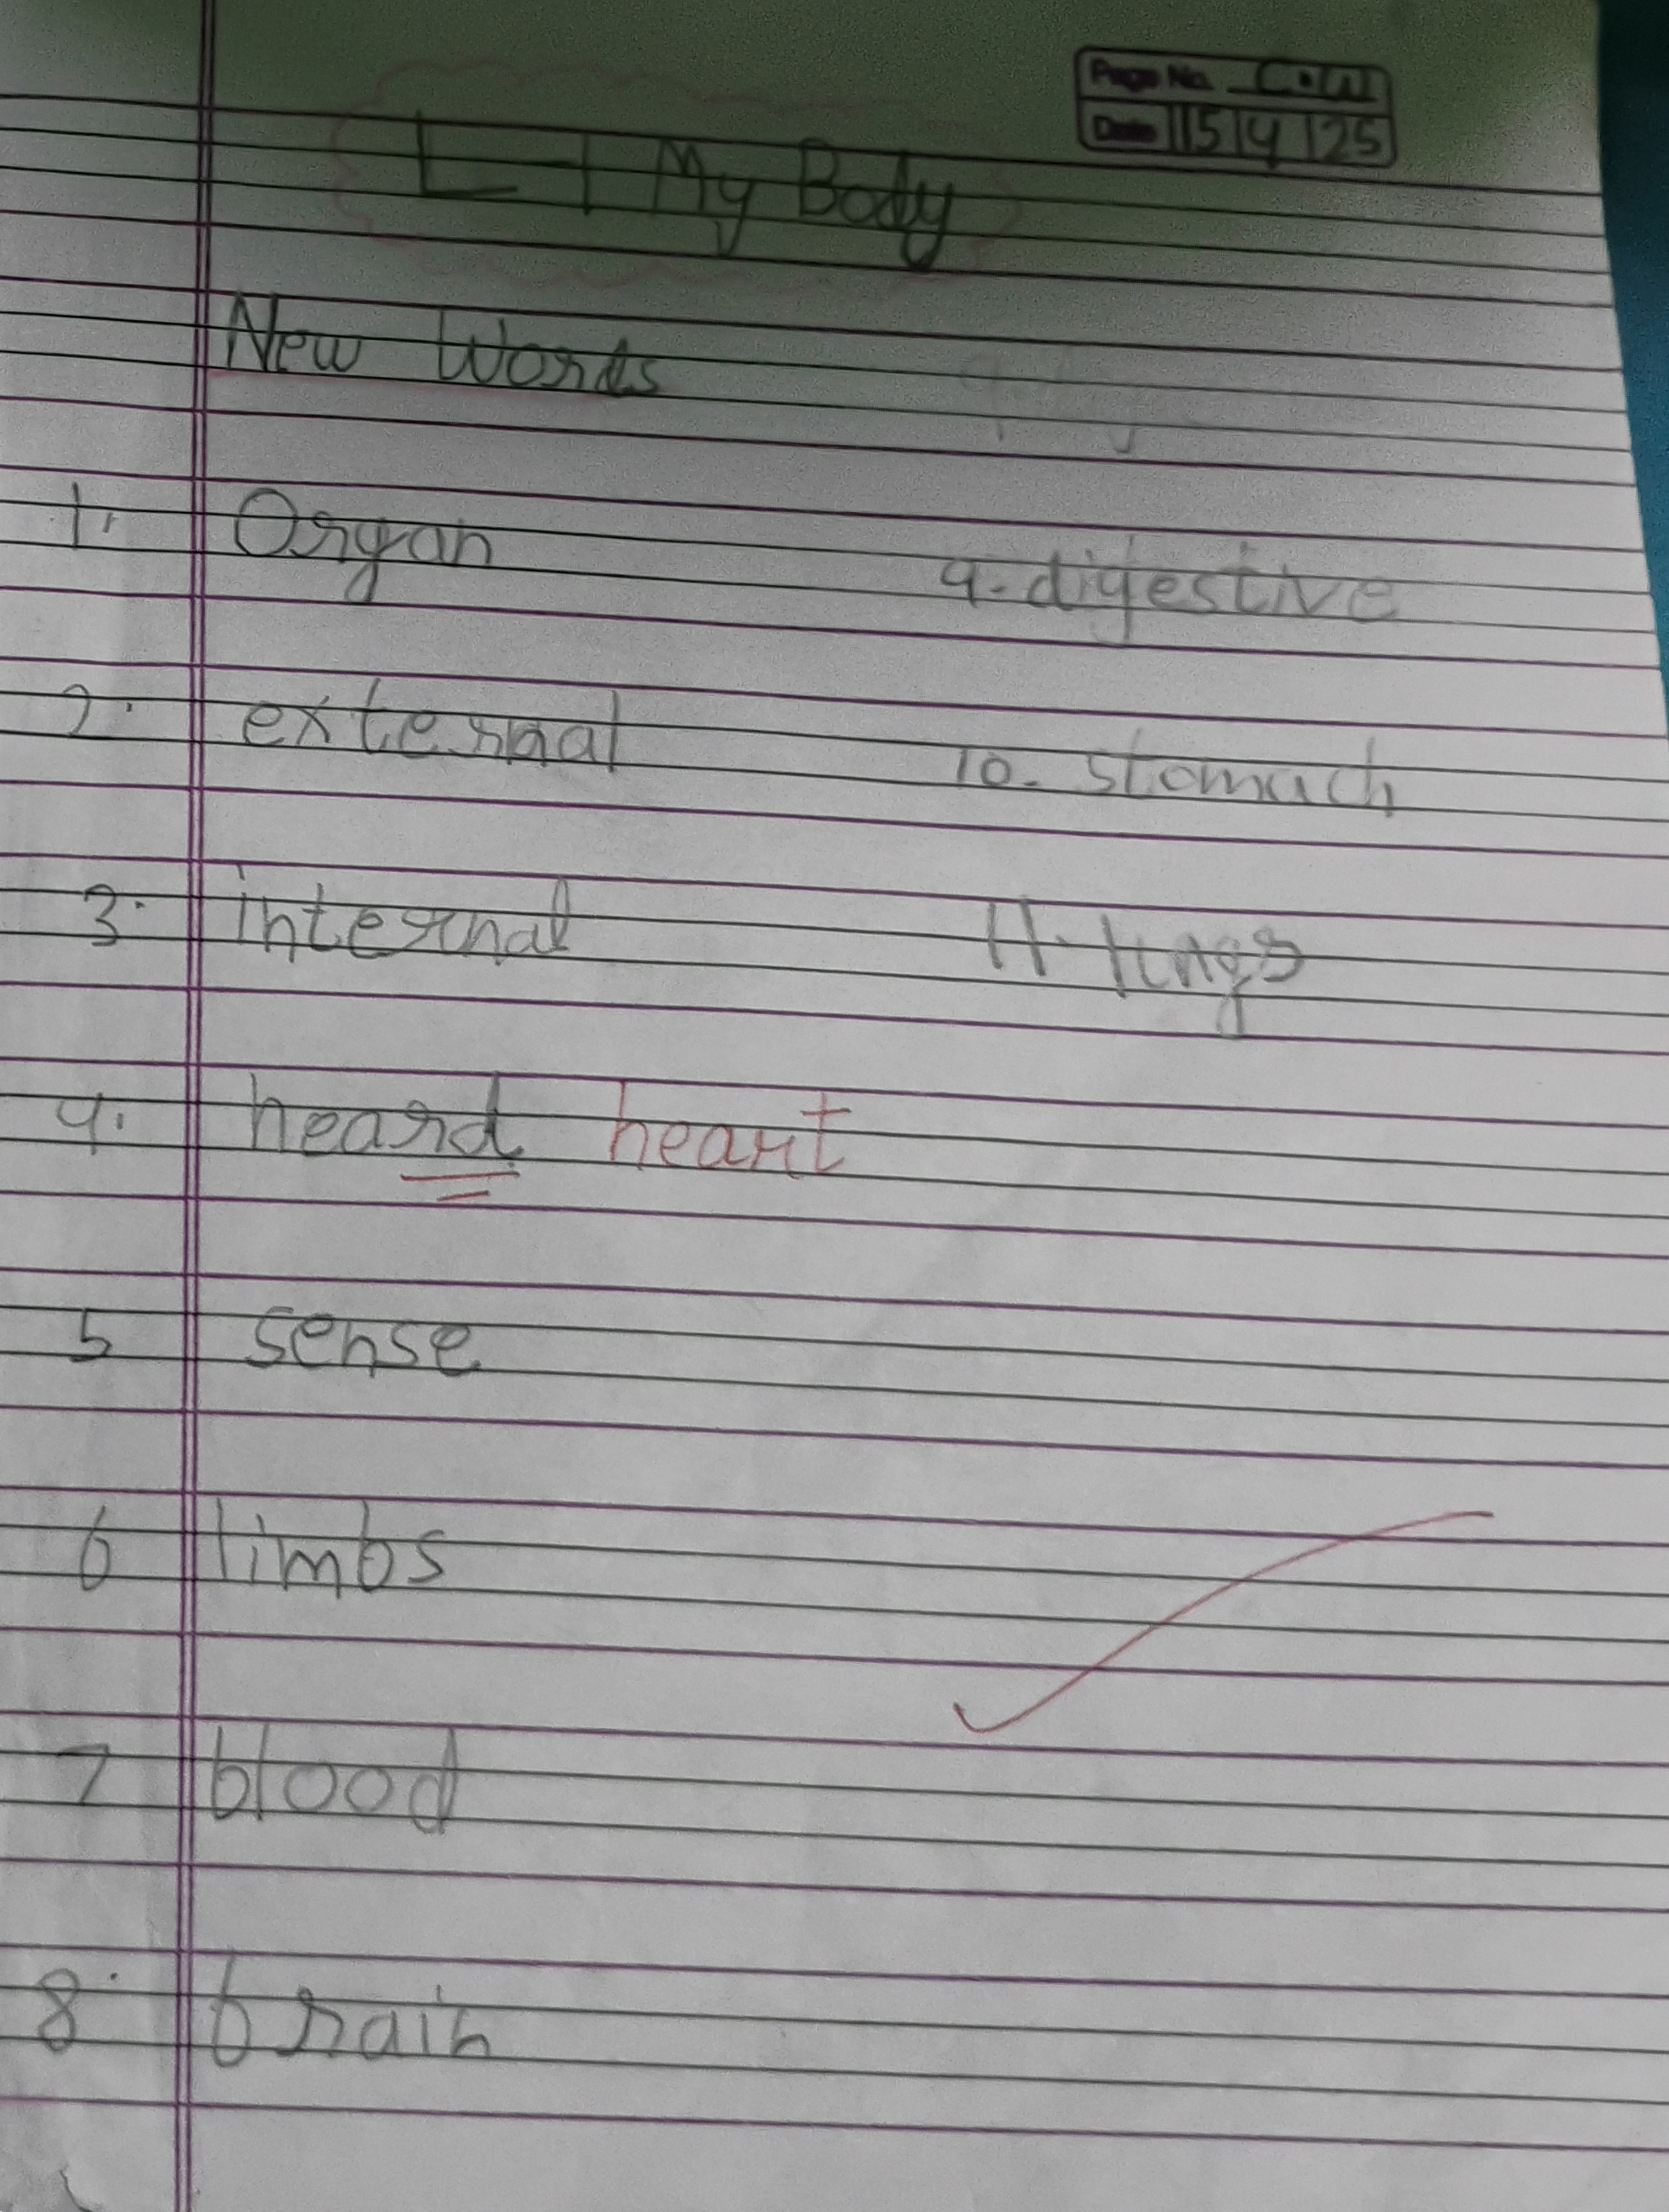 Page No. C.W
Date 15/4/25
L-1 My Body
New Words
1. Organ
9. digestive
2. external
10. stomach
3. internal
11. lungs
4. heard heart
5 sense
6 limbs
7 blood
8. brain